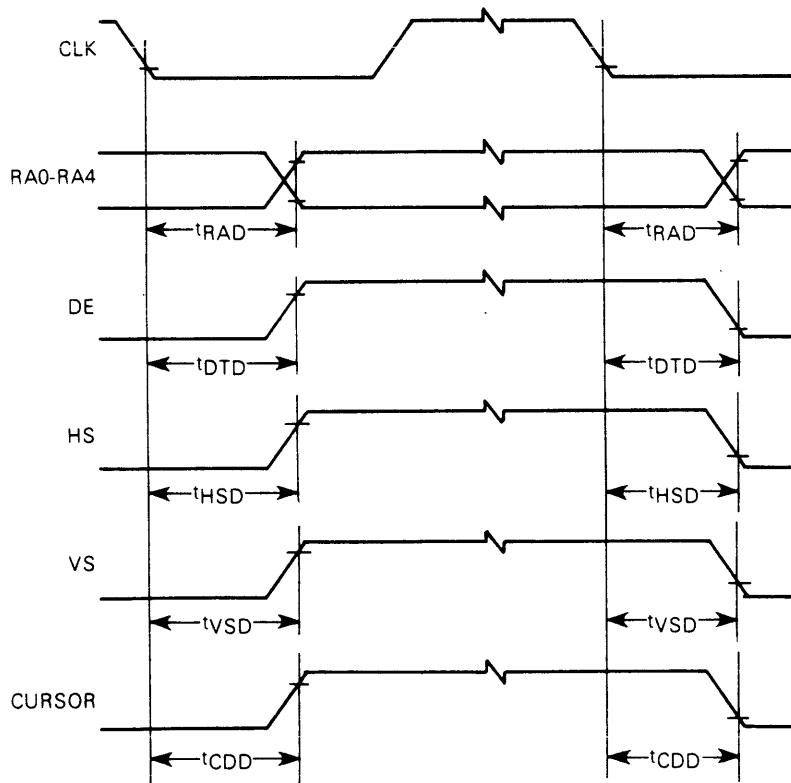 CLK
RA0-RA4
tRAD tRAD
DE
tDTD tDTD
HS
tHSD tHSD
VS
tVSD tVSD
CURSOR
tCDD tCDD